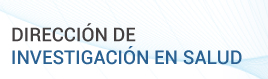 DIRECCIÓN DE
INVESTIGACIÓN EN SALUD